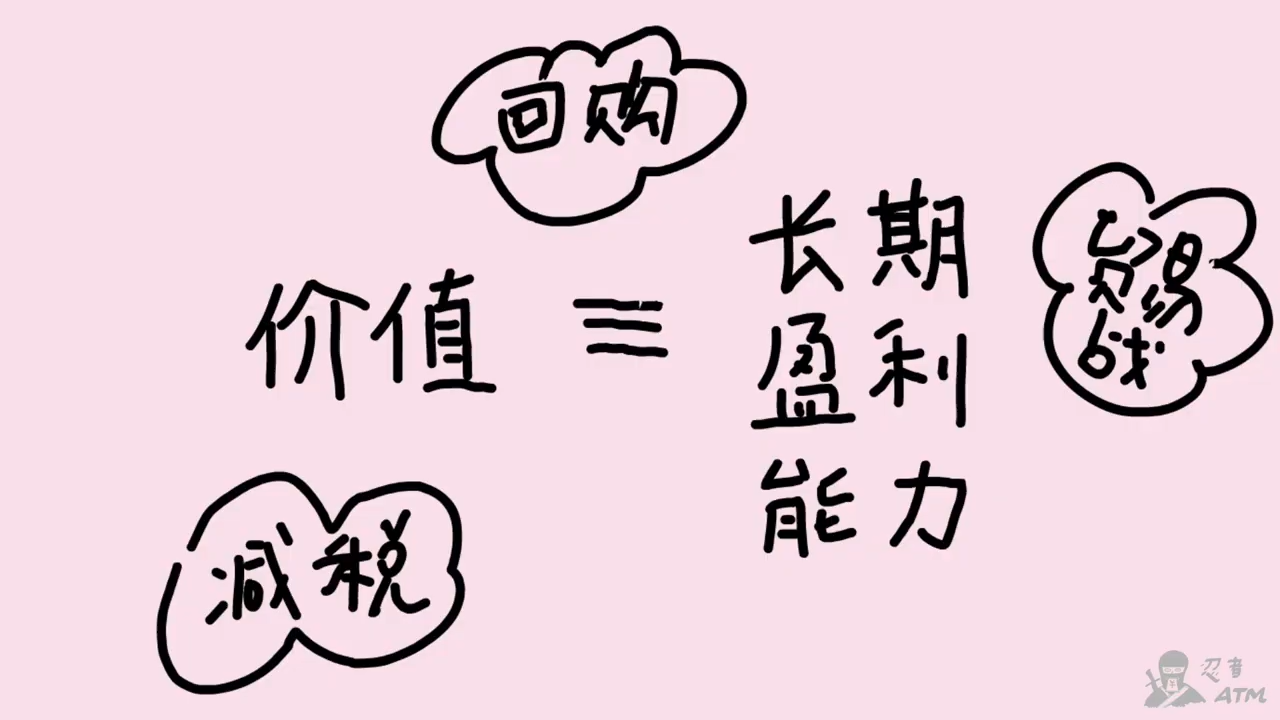 回购
价值 ≡
长期
盈利
能力
贸易
战
减税
忍者
ATM